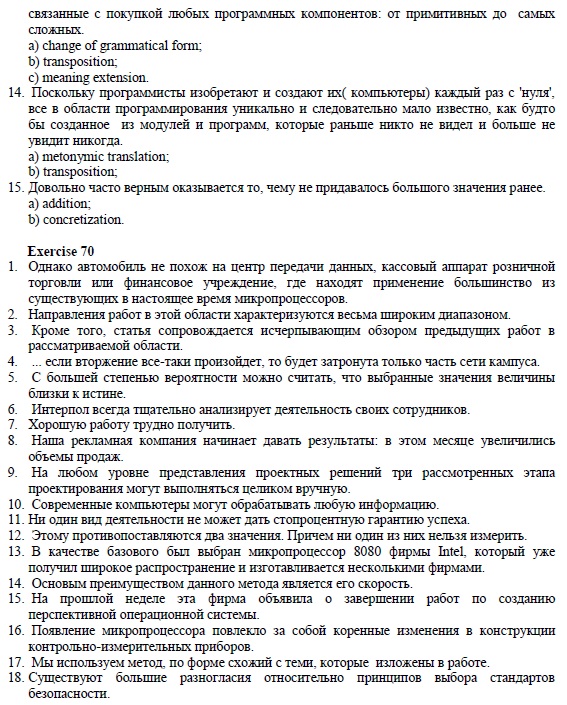 связанные с покупкой любых программных компонентов: от примитивных до самых
сложных.
a) change of grammatical form;
b) transposition;
c) meaning extension.
14. Поскольку программисты изобретают и создают их( компьютеры) каждый раз с 'нуля',
все в области программирования уникально и следовательно мало известно, как будто
бы созданное из модулей и программ, которые раньше никто не видел и больше не
увидит никогда.
a) metonymic translation;
b) transposition;
15. Довольно часто верным оказывается то, чему не придавалось большого значения ранее.
a) addition;
b) concretization.
Exercise 70
1. Однако автомобиль не похож на центр передачи данных, кассовый аппарат розничной
торговли или финансовое учреждение, где находят применение большинство из
существующих в настоящее время микропроцессоров.
2. Направления работ в этой области характеризуются весьма широким диапазоном.
3. Кроме того, статья сопровождается исчерпывающим обзором предыдущих работ в
рассматриваемой области.
4. ... если вторжение все-таки произойдет, то будет затронута только часть сети кампуса.
5. С большей степенью вероятности можно считать, что выбранные значения величины
близки к истине.
6. Интерпол всегда тщательно анализирует деятельность своих сотрудников.
7. Хорошую работу трудно получить.
8. Наша рекламная компания начинает давать результаты: в этом месяце увеличились
объемы продаж.
9. На любом уровне представления проектных решений три рассмотренных этапа
проектирования могут выполняться целиком вручную.
10. Современные компьютеры могут обрабатывать любую информацию.
11. Ни один вид деятельности не может дать стопроцентную гарантию успеха.
12. Этому противопоставляются два значения. Причем ни один из них нельзя измерить.
13. В качестве базового был выбран микропроцессор 8080 фирмы Intel, который уже
получил широкое распространение и изготавливается несколькими фирмами.
14. Основым преимуществом данного метода является его скорость.
15. На прошлой неделе эта фирма объявила о завершении работ по созданию
перспективной операционной системы.
16. Появление микропроцессора повлекло за собой коренные изменения в конструкции
контрольно-измерительных приборов.
17. Мы используем метод, по форме схожий с теми, которые изложены в работе.
18. Существуют большие разногласия относительно принципов выбора стандартов
безопасности.